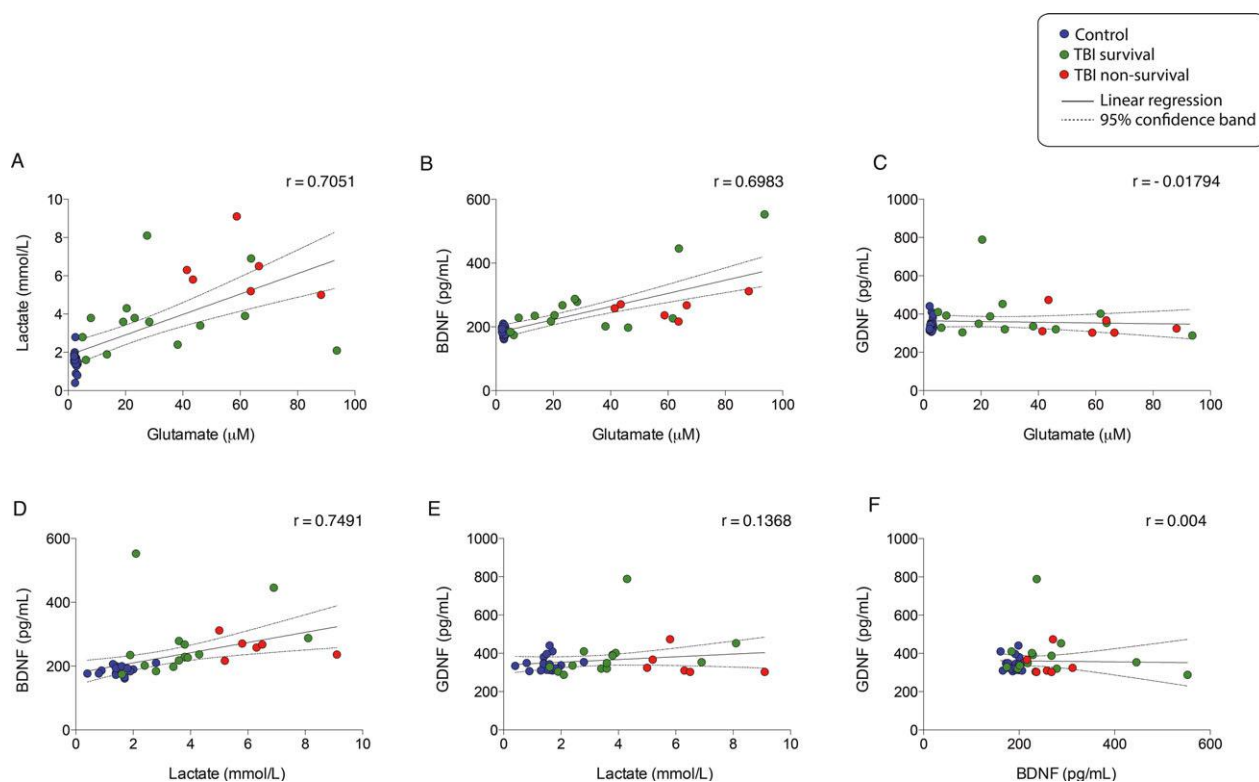 Control
TBI survival
TBI non-survival
Linear regression
95% confidence band
A
r = 0.7051
10
8
6
4
2
0
Lactate (mmol/L)
0 20 40 60 80 100
Glutamate (μM)
B
r = 0.6983
600
400
200
0
BDNF (pg/mL)
0 20 40 60 80 100
Glutamate (μM)
C
r = - 0.01794
1000
800
600
400
200
0
GDNF (pg/mL)
0 20 40 60 80 100
Glutamate (μM)
D
r = 0.7491
600
400
200
0
BDNF (pg/mL)
0 2 4 6 8 10
Lactate (mmol/L)
E
r = 0.1368
1000
800
600
400
200
0
GDNF (pg/mL)
0 2 4 6 8 10
Lactate (mmol/L)
F
r = 0.004
1000
800
600
400
200
0
GDNF (pg/mL)
0 200 400 600
BDNF (pg/mL)